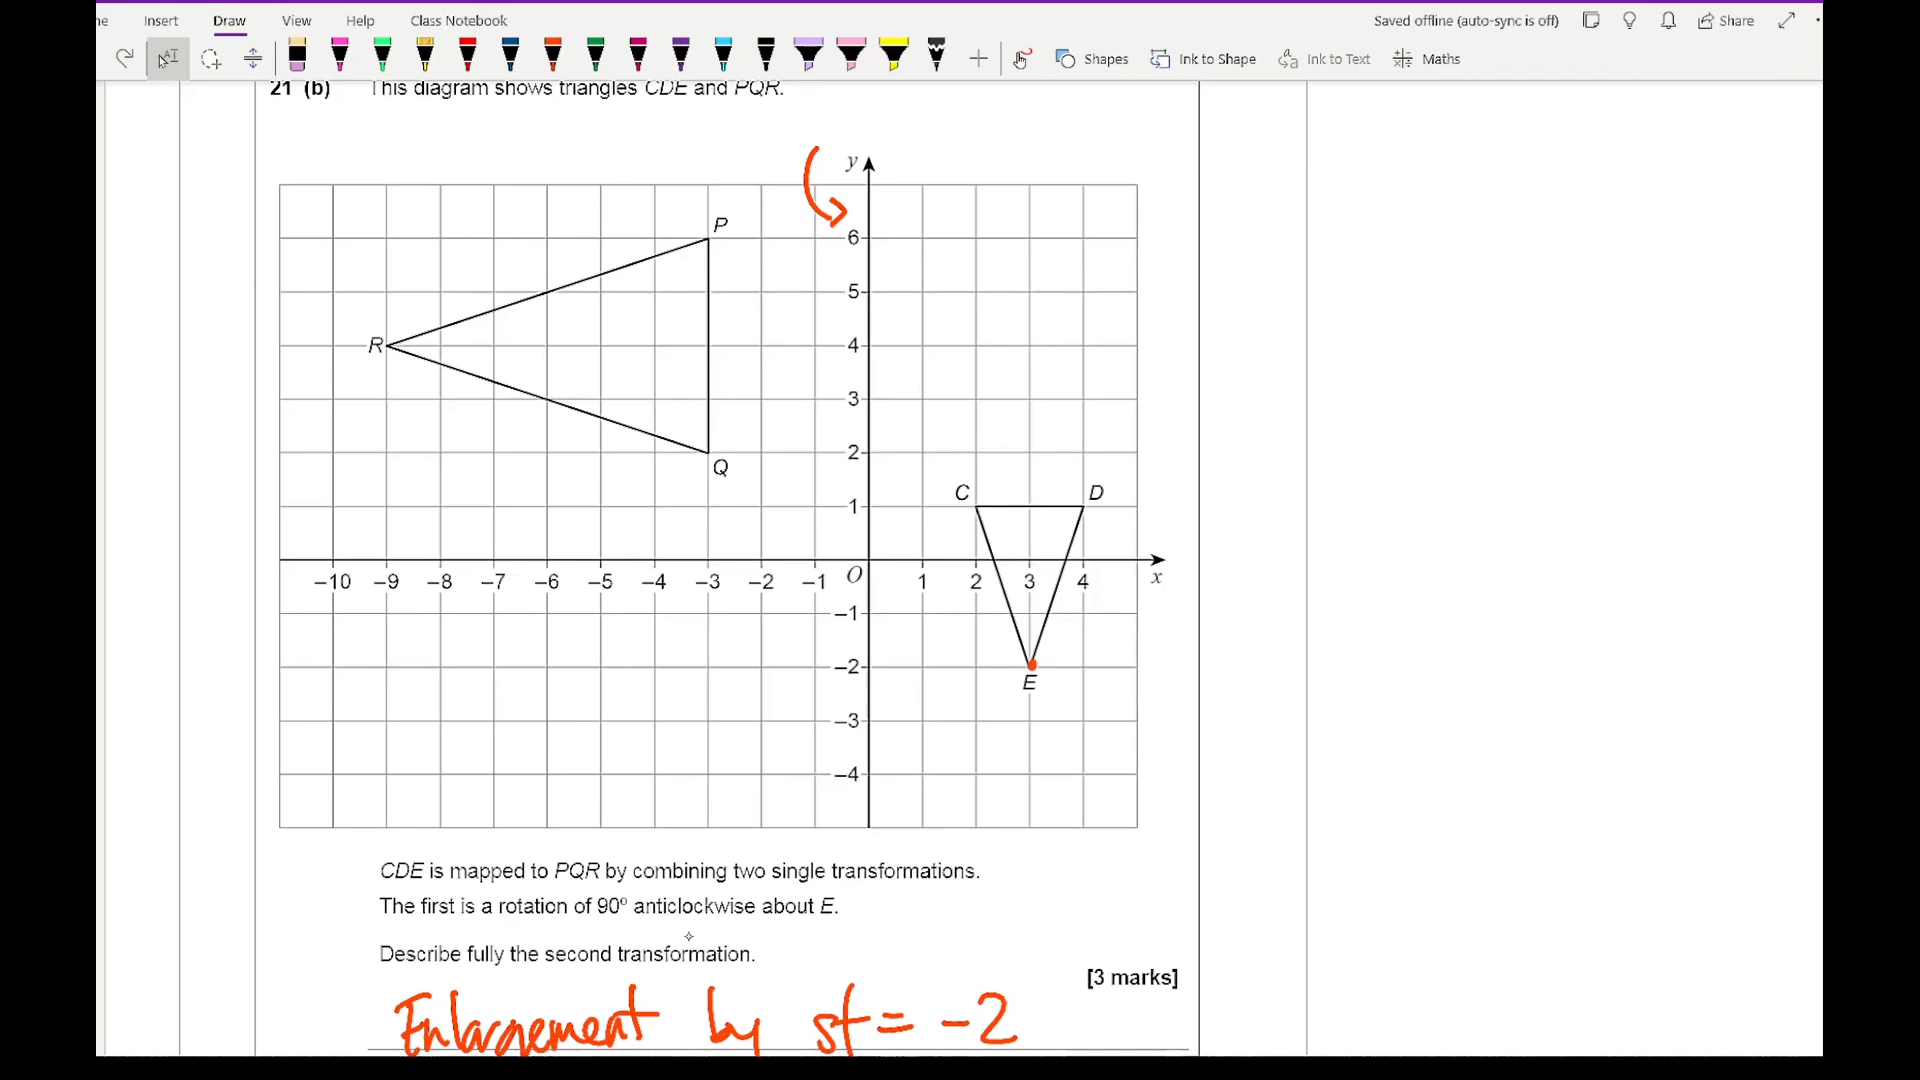 ne Insert Draw View Help Class Notebook Saved offline (auto-sync is off) Share
Shapes Ink to Shape Ink to Text Maths
21 (b) This diagram shows triangles CDE and PQR.
y
P
6
5
R 4
3
2
Q
C D
1
–10 –9 –8 –7 –6 –5 –4 –3 –2 –1 O 1 2 3 4 x
–1
–2
E
–3
–4
CDE is mapped to PQR by combining two single transformations.
The first is a rotation of 90° anticlockwise about E.
Describe fully the second transformation.
[3 marks]
Enlargement by sf = -2